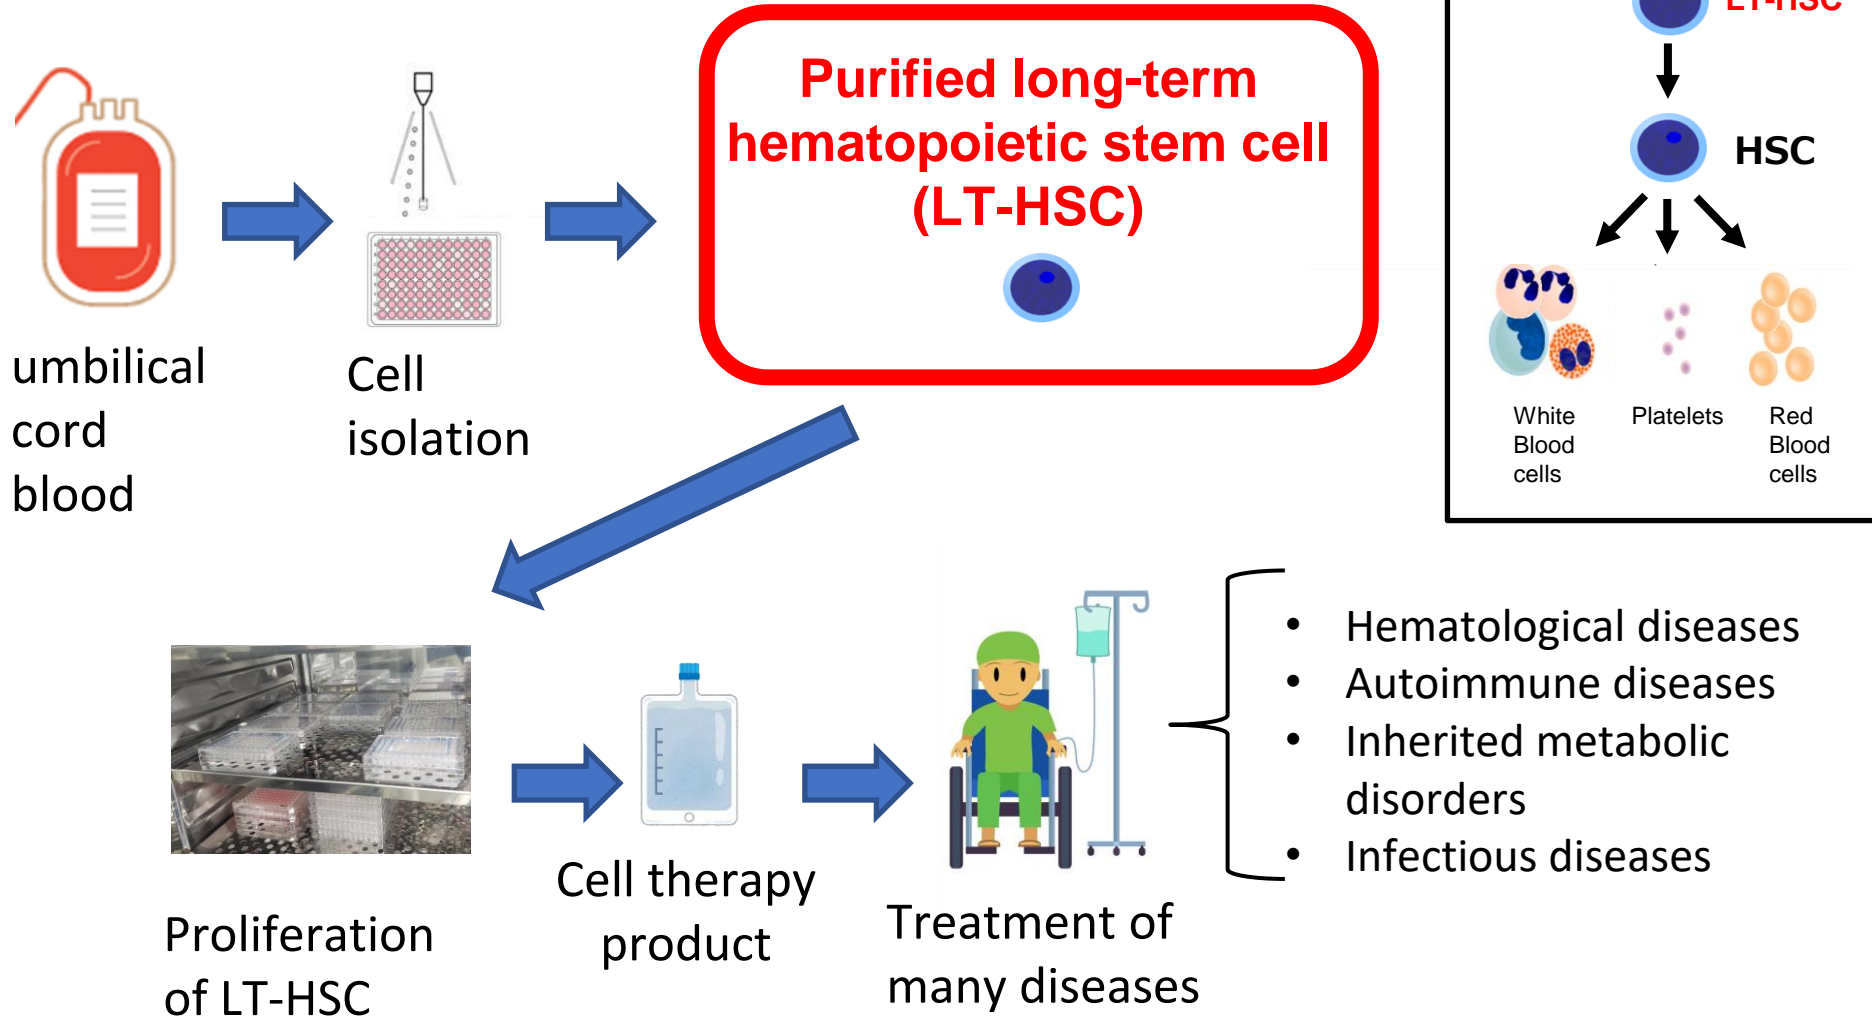 LT-HSC
Purified long-term
hematopoietic stem cell
(LT-HSC)
HSC
umbilical
cord
blood
Cell
isolation
White
Blood
cells
Platelets
Red
Blood
cells
Proliferation
of LT-HSC
Cell therapy
product
Treatment of
many diseases
• Hematological diseases
• Autoimmune diseases
• Inherited metabolic
disorders
• Infectious diseases